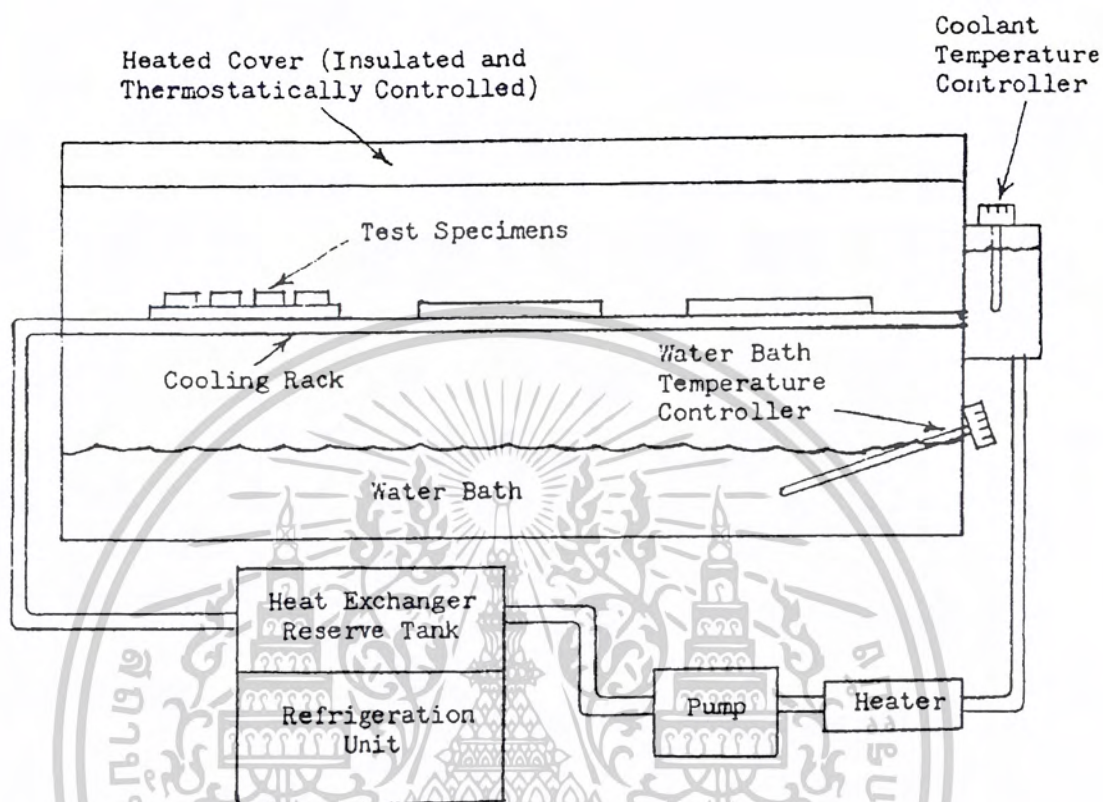 Coolant
Temperature
Controller
Heated Cover (Insulated and
Thermostatically Controlled)
Test Specimens
Cooling Rack
Water Bath
Temperature
Controller
Water Bath
Heat Exchanger
Reserve Tank
Refrigeration
Unit
Pump
Heater